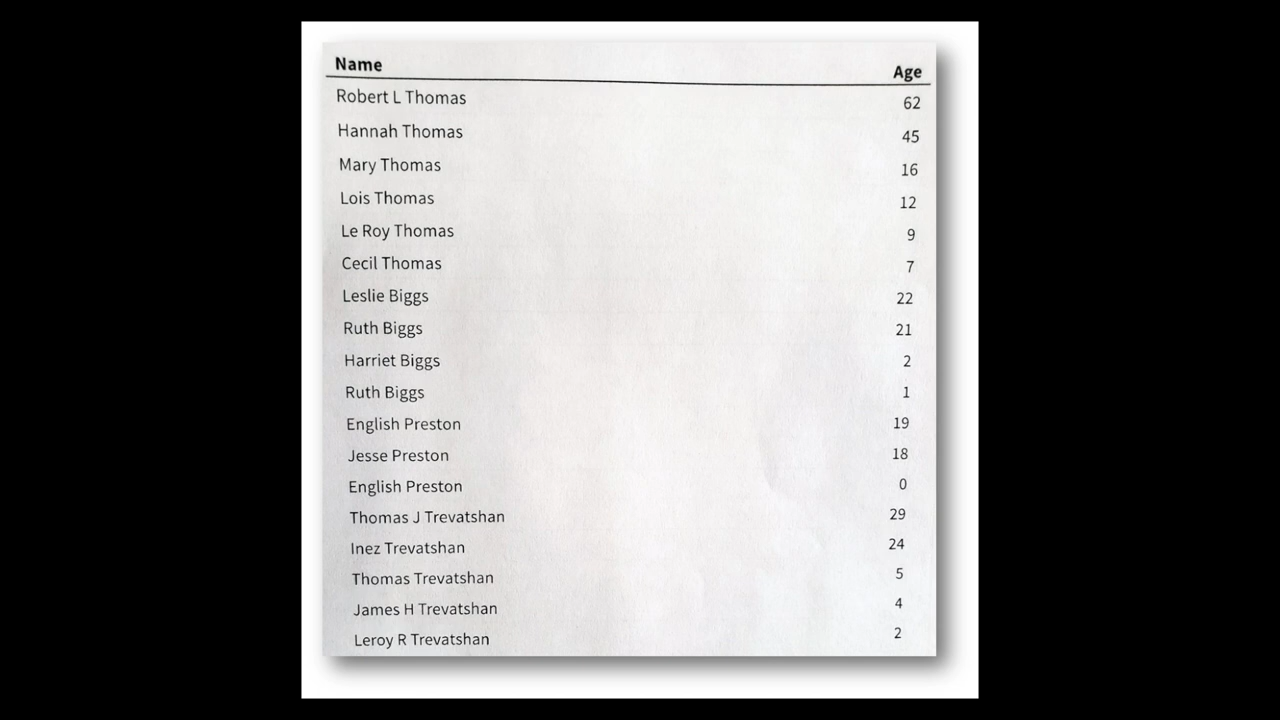 Name Age
Robert L Thomas 62
Hannah Thomas 45
Mary Thomas 16
Lois Thomas 12
Le Roy Thomas 9
Cecil Thomas 7
Leslie Biggs 22
Ruth Biggs 21
Harriet Biggs 2
Ruth Biggs 1
English Preston 19
Jesse Preston 18
English Preston 0
Thomas J Trevatshan 29
Inez Trevatshan 24
Thomas Trevatshan 5
James H Trevatshan 4
Leroy R Trevatshan 2